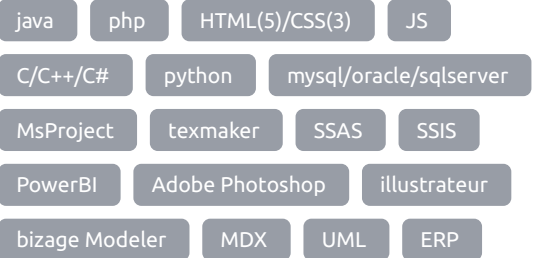 java php HTML(5)/CSS(3) JS
C/C++/C# python mysql/oracle/sqlserver
MsProject texmaker SSAS SSIS
PowerBI Adobe Photoshop illustrateur
bizage Modeler MDX UML ERP